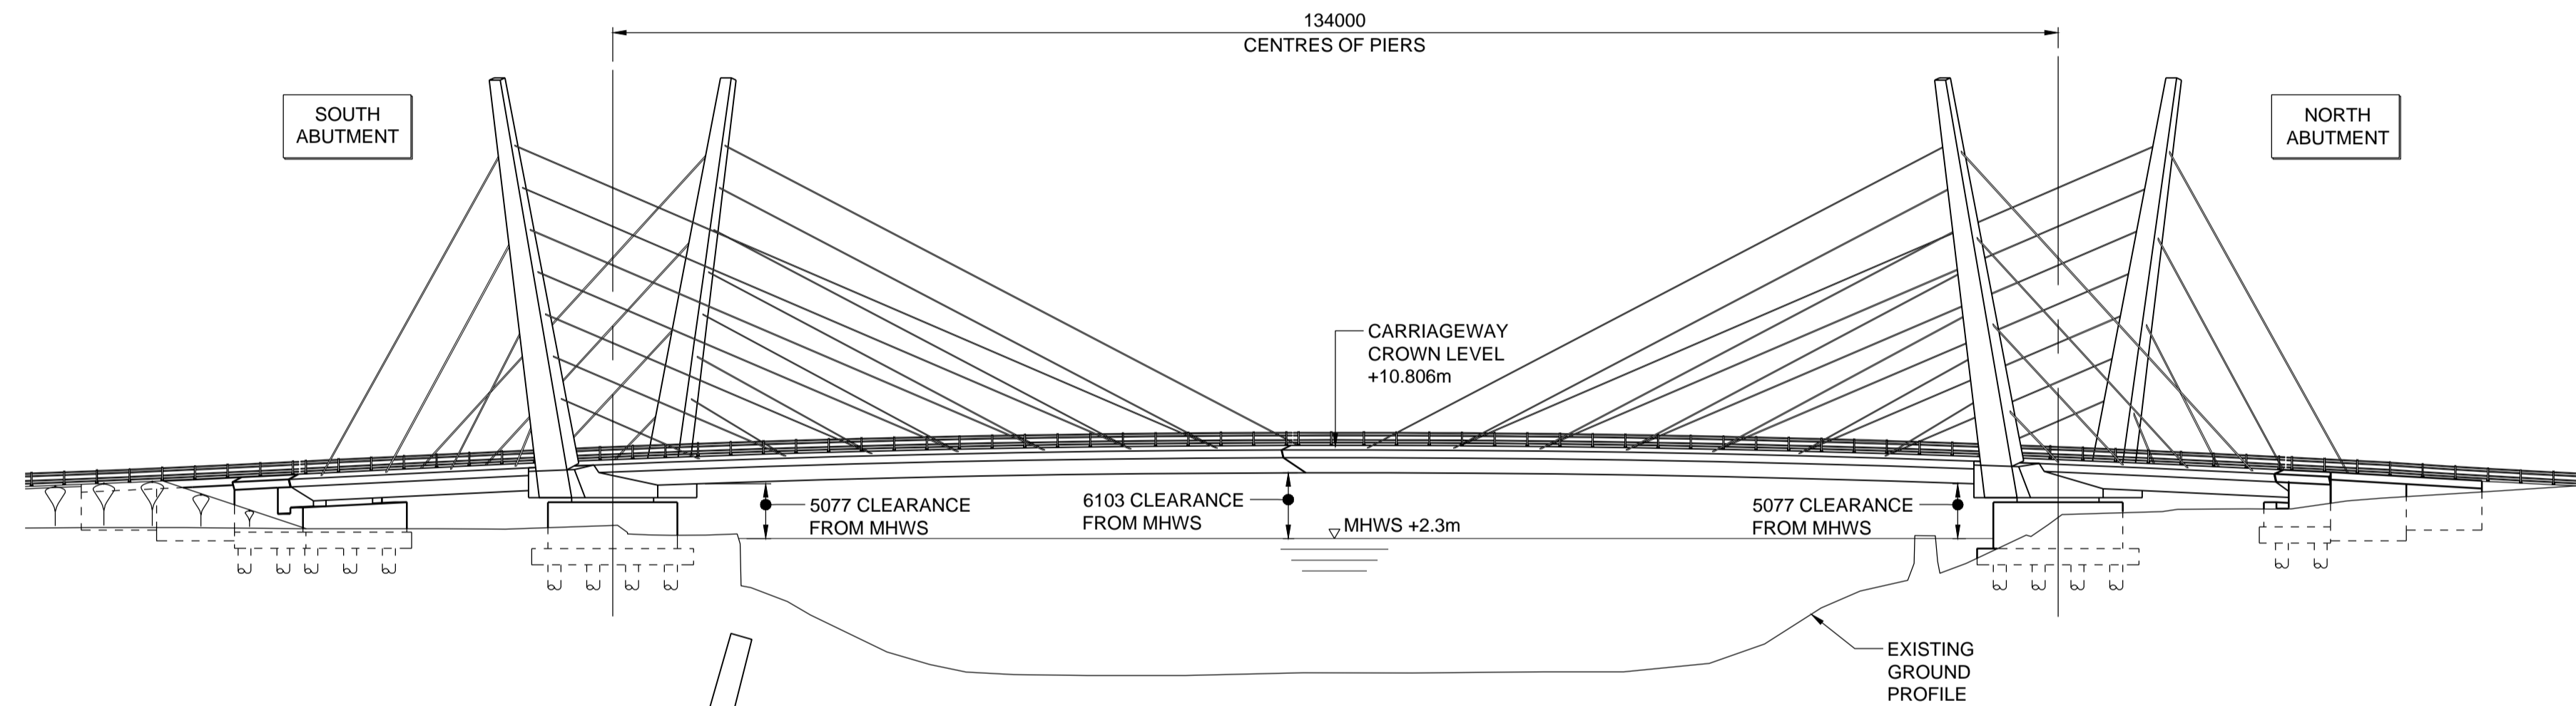 134000
CENTRES OF PIERS
SOUTH
ABUTMENT
NORTH
ABUTMENT
CARRIAGEWAY
CROWN LEVEL
+10.806m
5077 CLEARANCE
FROM MHWS
6103 CLEARANCE
FROM MHWS
MHWS +2.3m
5077 CLEARANCE
FROM MHWS
EXISTING
GROUND
PROFILE